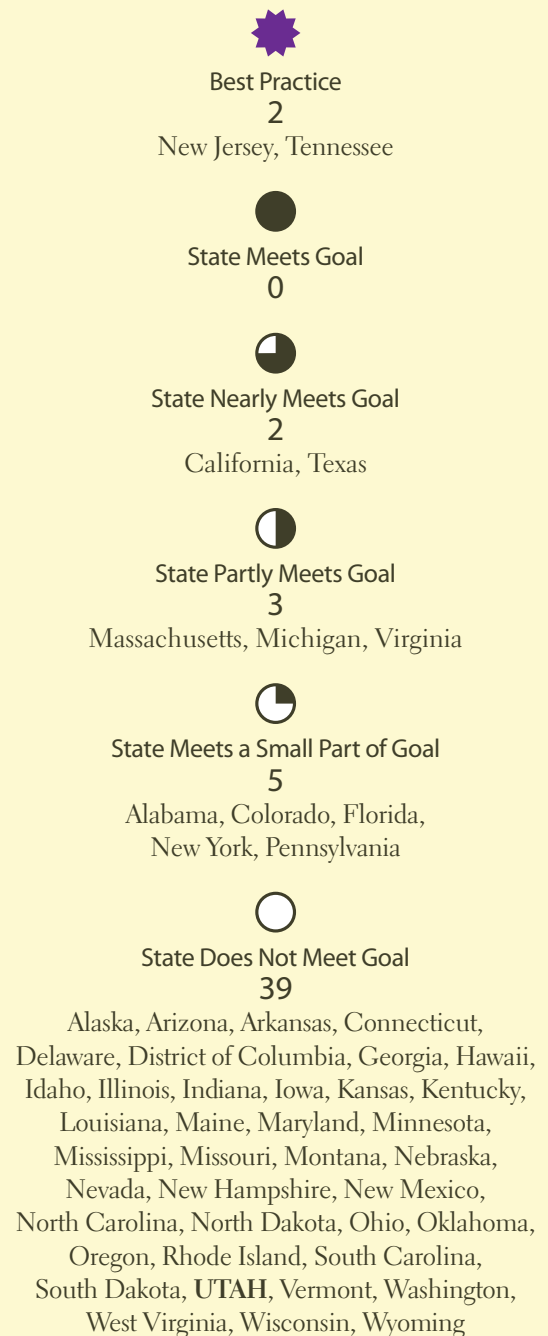 Best Practice
2
New Jersey, Tennessee
State Meets Goal
0
State Nearly Meets Goal
2
California, Texas
State Partly Meets Goal
3
Massachusetts, Michigan, Virginia
State Meets a Small Part of Goal
5
Alabama, Colorado, Florida,
New York, Pennsylvania
State Does Not Meet Goal
39
Alaska, Arizona, Arkansas, Connecticut,
Delaware, District of Columbia, Georgia, Hawaii,
Idaho, Illinois, Indiana, Iowa, Kansas, Kentucky,
Louisiana, Maine, Maryland, Minnesota,
Mississippi, Missouri, Montana, Nebraska,
Nevada, New Hampshire, New Mexico,
North Carolina, North Dakota, Ohio, Oklahoma,
Oregon, Rhode Island, South Carolina,
South Dakota, UTAH, Vermont, Washington,
West Virginia, Wisconsin, Wyoming